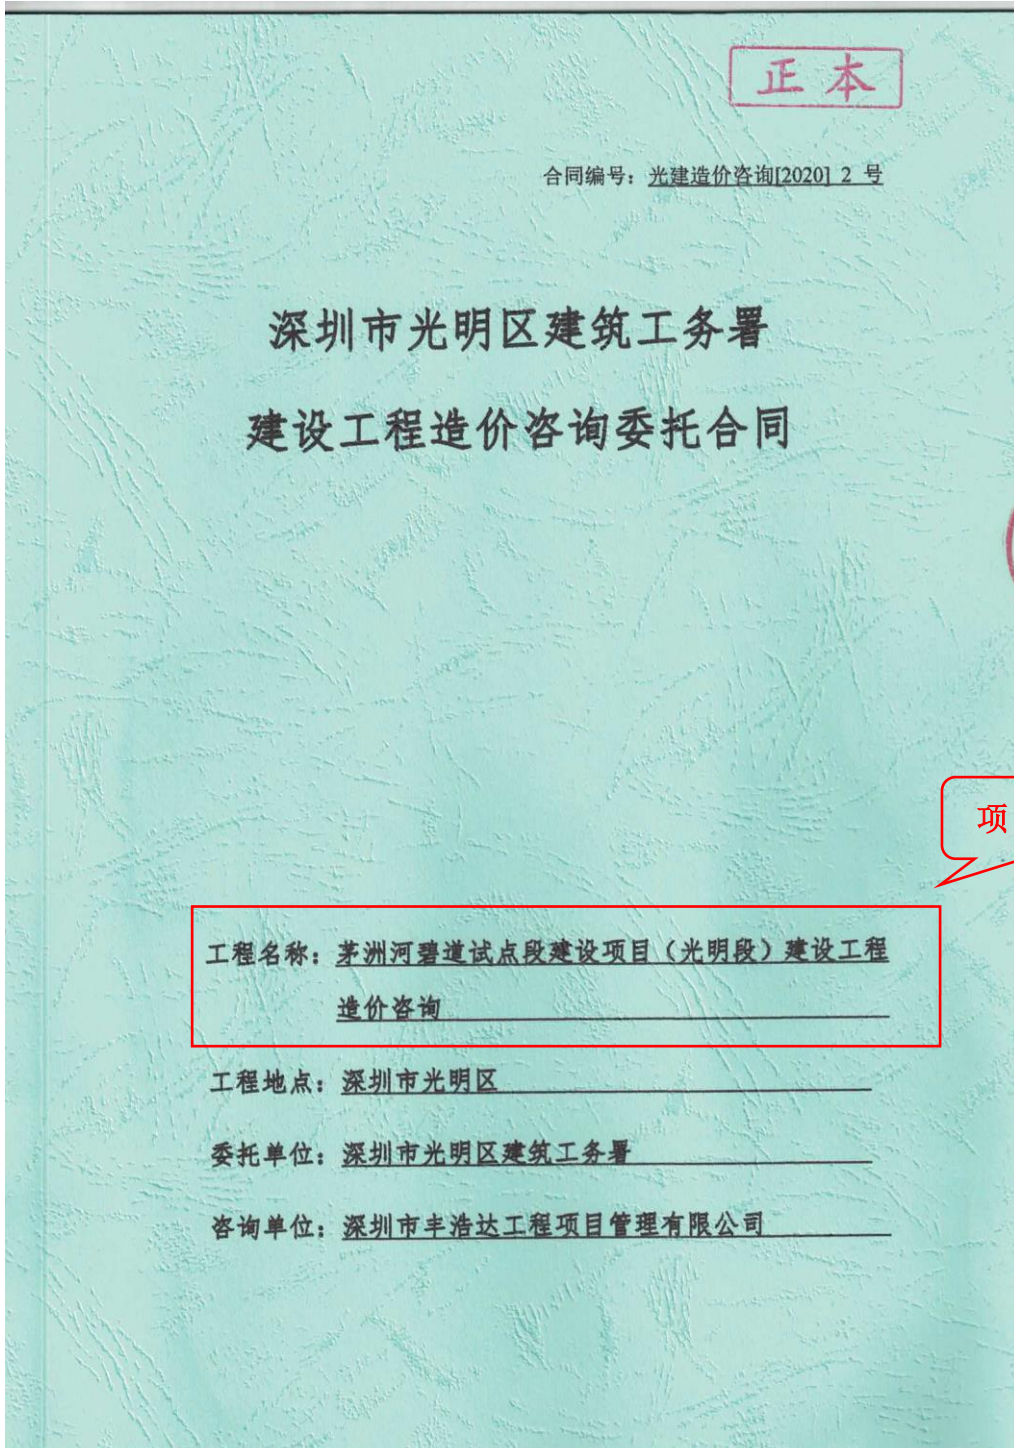 正本
合同编号：光建造价咨询[2020] 2 号
深圳市光明区建筑工务署
建设工程造价咨询委托合同
项
工程名称：茅洲河碧道试点段建设项目（光明段）建设工程
造价咨询
工程地点：深圳市光明区
委托单位：深圳市光明区建筑工务署
咨询单位：深圳市丰浩达工程项目管理有限公司